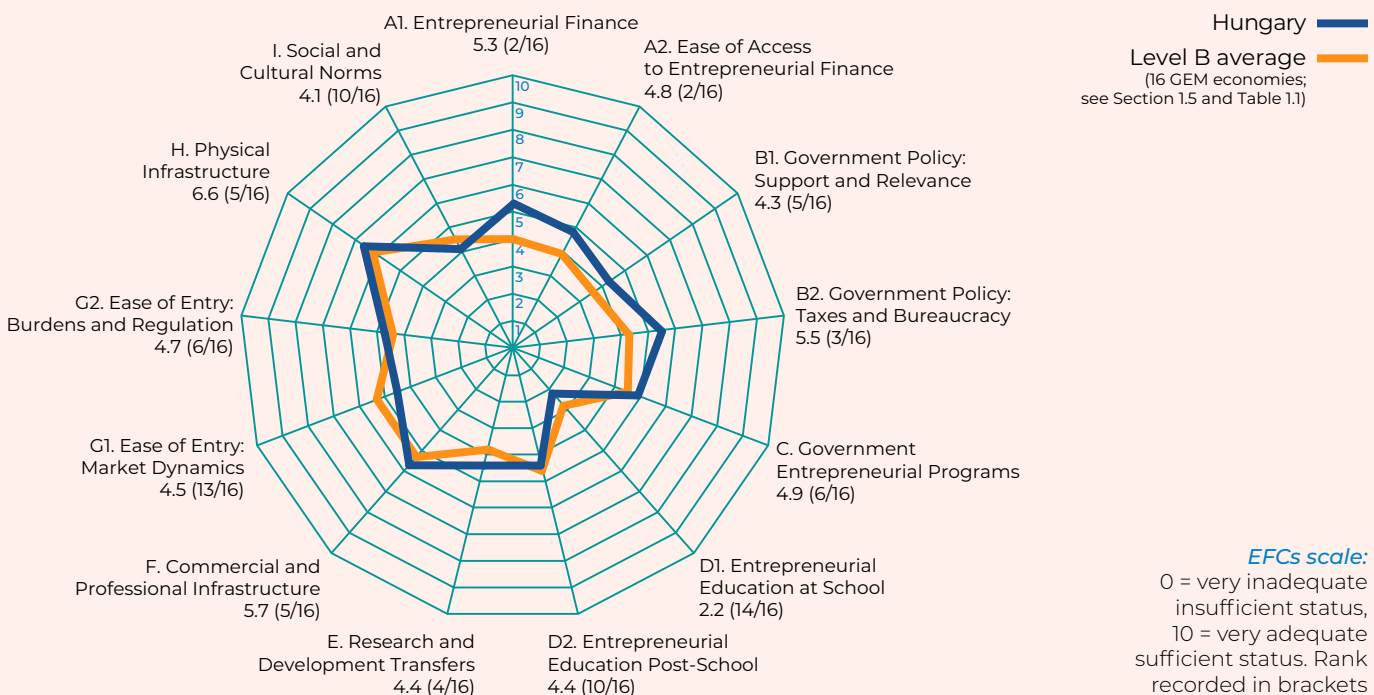 A1. Entrepreneurial Finance
5.3 (2/16)
A2. Ease of Access
to Entrepreneurial Finance
4.8 (2/16)
B1. Government Policy:
Support and Relevance
4.3 (5/16)
B2. Government Policy:
Taxes and Bureaucracy
5.5 (3/16)
C. Government
Entrepreneurial Programs
4.9 (6/16)
D1. Entrepreneurial
Education at School
2.2 (14/16)
D2. Entrepreneurial
Education Post-School
4.4 (10/16)
E. Research and
Development Transfers
4.4 (4/16)
F. Commercial and
Professional Infrastructure
5.7 (5/16)
G1. Ease of Entry:
Market Dynamics
4.5 (13/16)
G2. Ease of Entry:
Burdens and Regulation
4.7 (6/16)
H. Physical
Infrastructure
6.6 (5/16)
I. Social and
Cultural Norms
4.1 (10/16)
10
9
8
7
6
5
4
3
2
1
Hungary
Level B average
(16 GEM economies;
see Section 1.5 and Table 1.1)
EFCs scale:
0 = very inadequate
insufficient status,
10 = very adequate
sufficient status. Rank
recorded in brackets